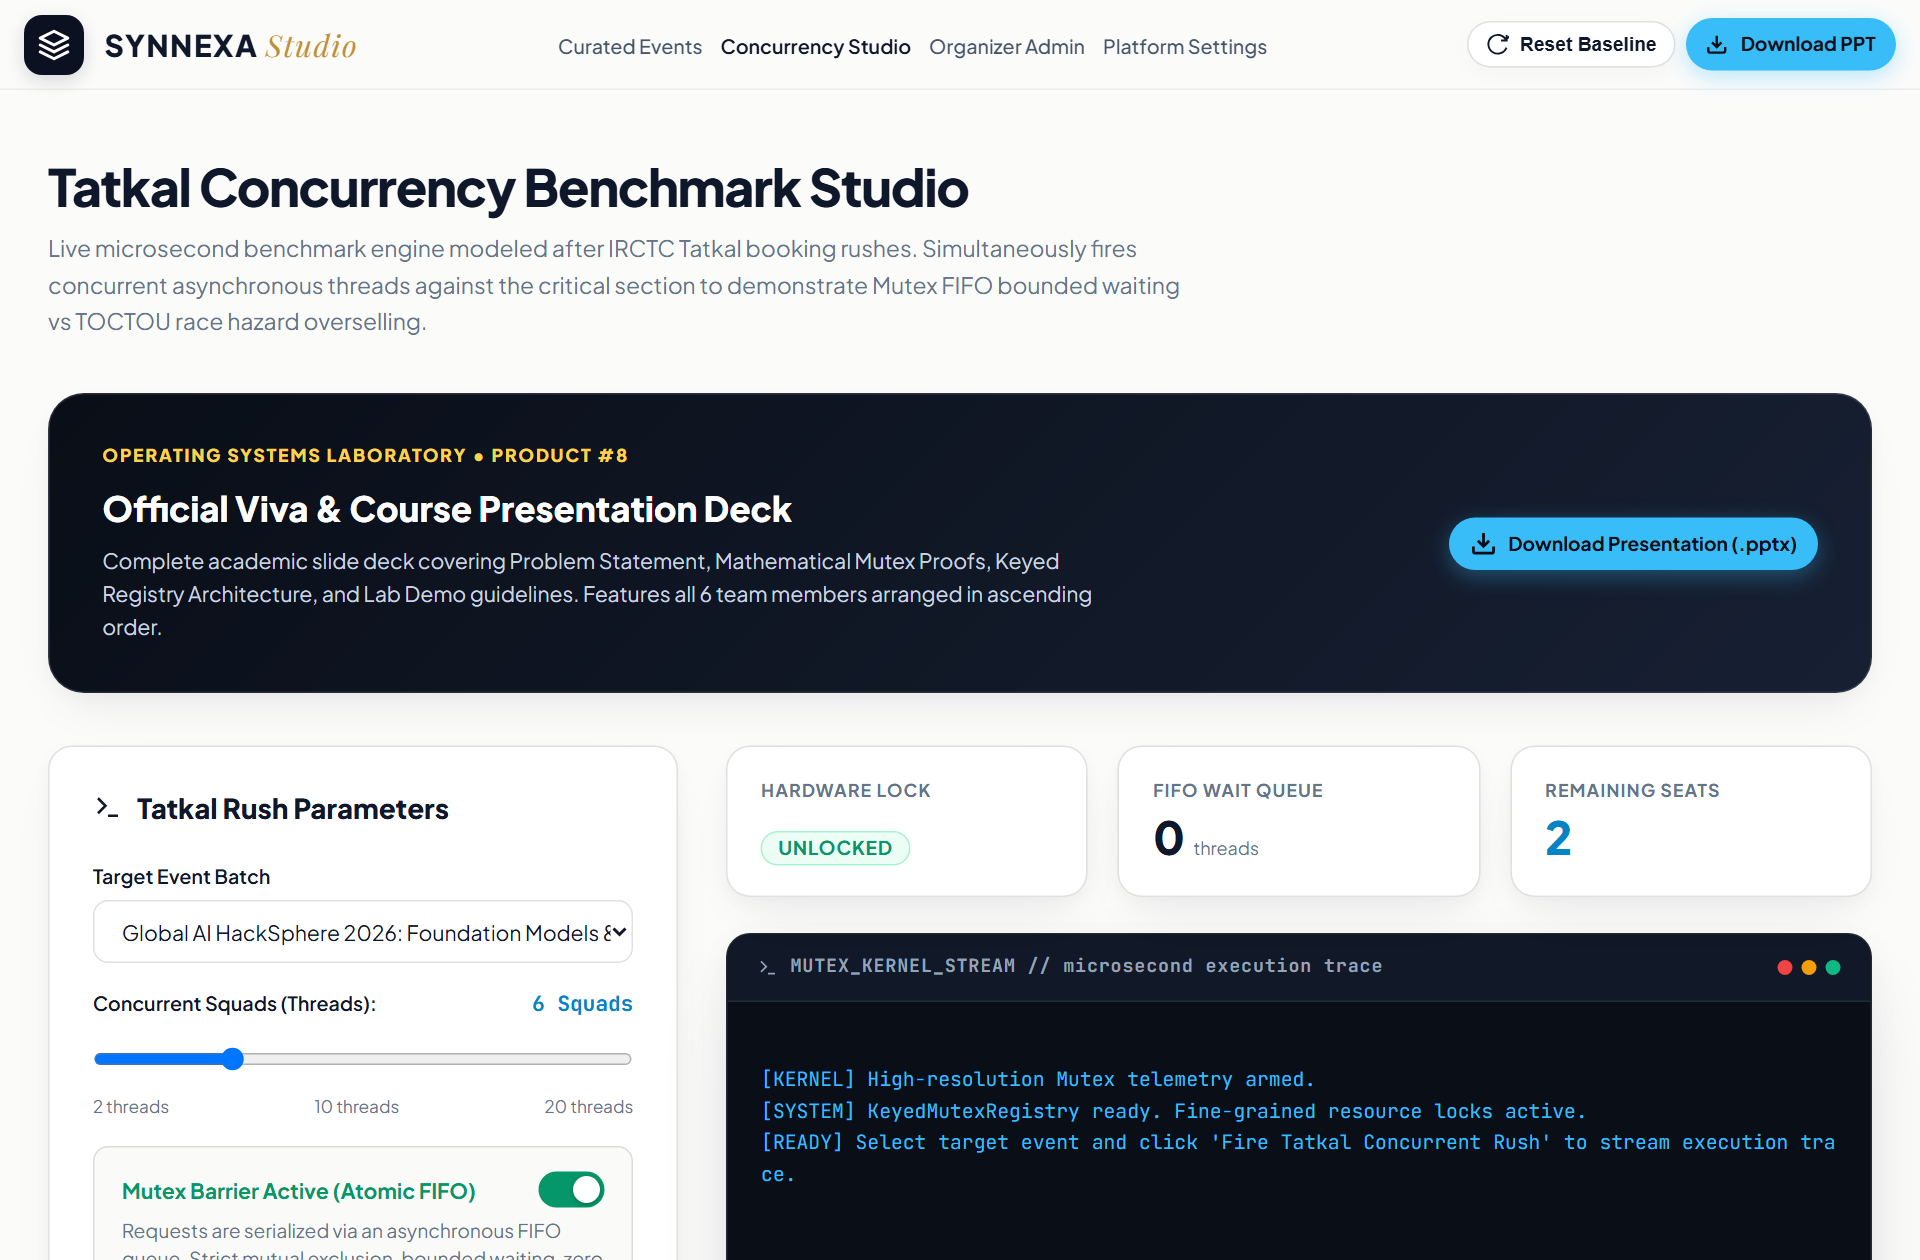 SYNNEXA Studio
Curated Events
Concurrency Studio
Organizer Admin
Platform Settings
Reset Baseline
Download PPT
Tatkal Concurrency Benchmark Studio
Live microsecond benchmark engine modeled after IRCTC Tatkal booking rushes. Simultaneously fires
concurrent asynchronous threads against the critical section to demonstrate Mutex FIFO bounded waiting
vs TOCTOU race hazard overselling.
OPERATING SYSTEMS LABORATORY ● PRODUCT #8
Official Viva & Course Presentation Deck
Complete academic slide deck covering Problem Statement, Mathematical Mutex Proofs, Keyed
Registry Architecture, and Lab Demo guidelines. Features all 6 team members arranged in ascending
order.
Download Presentation (.pptx)
Tatkal Rush Parameters
Target Event Batch
Global AI HackSphere 2026: Foundation Models &
Concurrent Squads (Threads):
6 Squads
2 threads
10 threads
20 threads
Mutex Barrier Active (Atomic FIFO)
Requests are serialized via an asynchronous FIFO
queue. Strict mutual exclusion, bounded waiting, zero
HARDWARE LOCK
UNLOCKED
FIFO WAIT QUEUE
0 threads
REMAINING SEATS
2
MUTEX_KERNEL_STREAM // microsecond execution trace
[KERNEL] High-resolution Mutex telemetry armed.
[SYSTEM] KeyedMutexRegistry ready. Fine-grained resource locks active.
[READY] Select target event and click 'Fire Tatkal Concurrent Rush' to stream execution tra
ce.